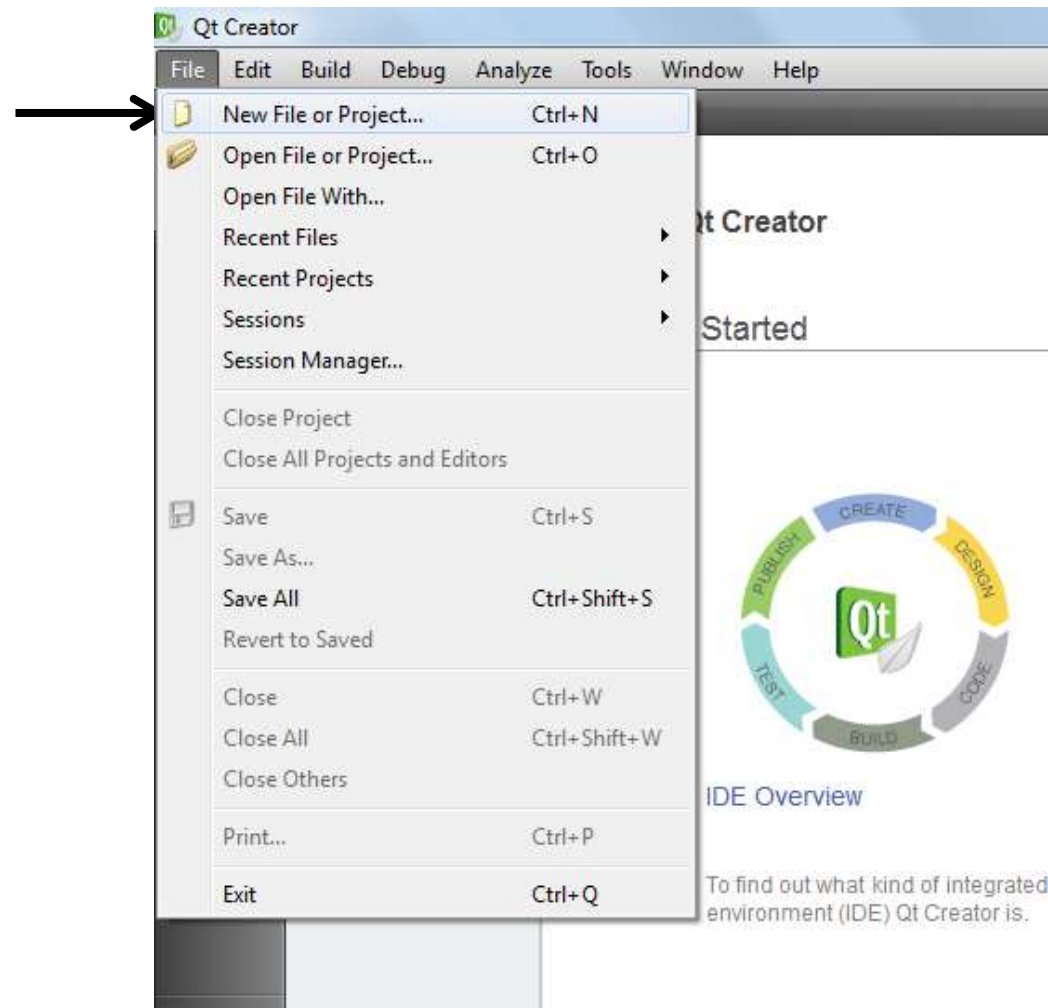 Qt Creator
File Edit Build Debug Analyze Tools Window Help
New File or Project... Ctrl+N
Open File or Project... Ctrl+O
Open File With...
Recent Files
Recent Projects
Sessions
Session Manager...
Close Project
Close All Projects and Editors
Save Ctrl+S
Save As...
Save All Ctrl+Shift+S
Revert to Saved
Close Ctrl+W
Close All Ctrl+Shift+W
Close Others
Print... Ctrl+P
Exit Ctrl+Q
Qt Creator
Started
CREATE
DESIGN
CODE
BUILD
TEST
PUBLISH
Qt
IDE Overview
To find out what kind of integrated
environment (IDE) Qt Creator is.